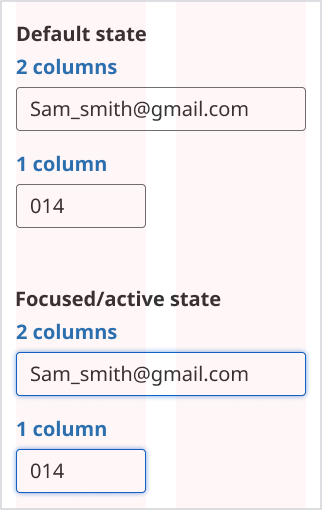 Default state
2 columns
Sam_smith@gmail.com
1 column
014
Focused/active state
2 columns
Sam_smith@gmail.com
1 column
014